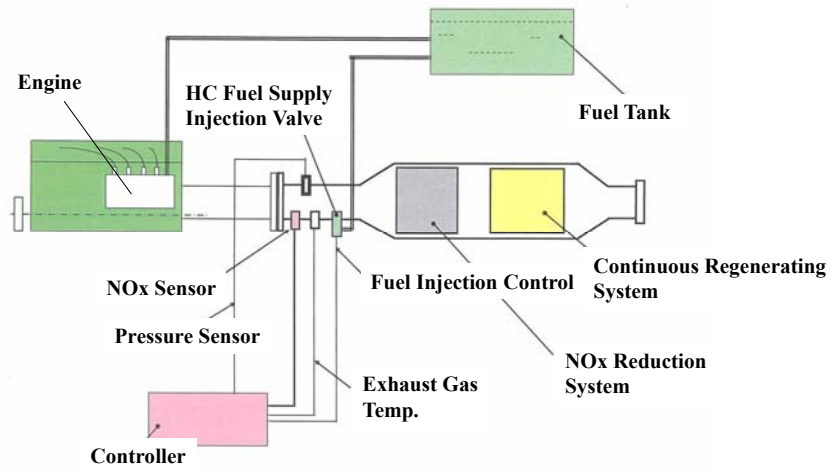 Engine
HC Fuel Supply
Injection Valve
Fuel Tank
NOx Sensor
Fuel Injection Control
Continuous Regenerating
System
Pressure Sensor
NOx Reduction
System
Exhaust Gas
Temp.
Controller